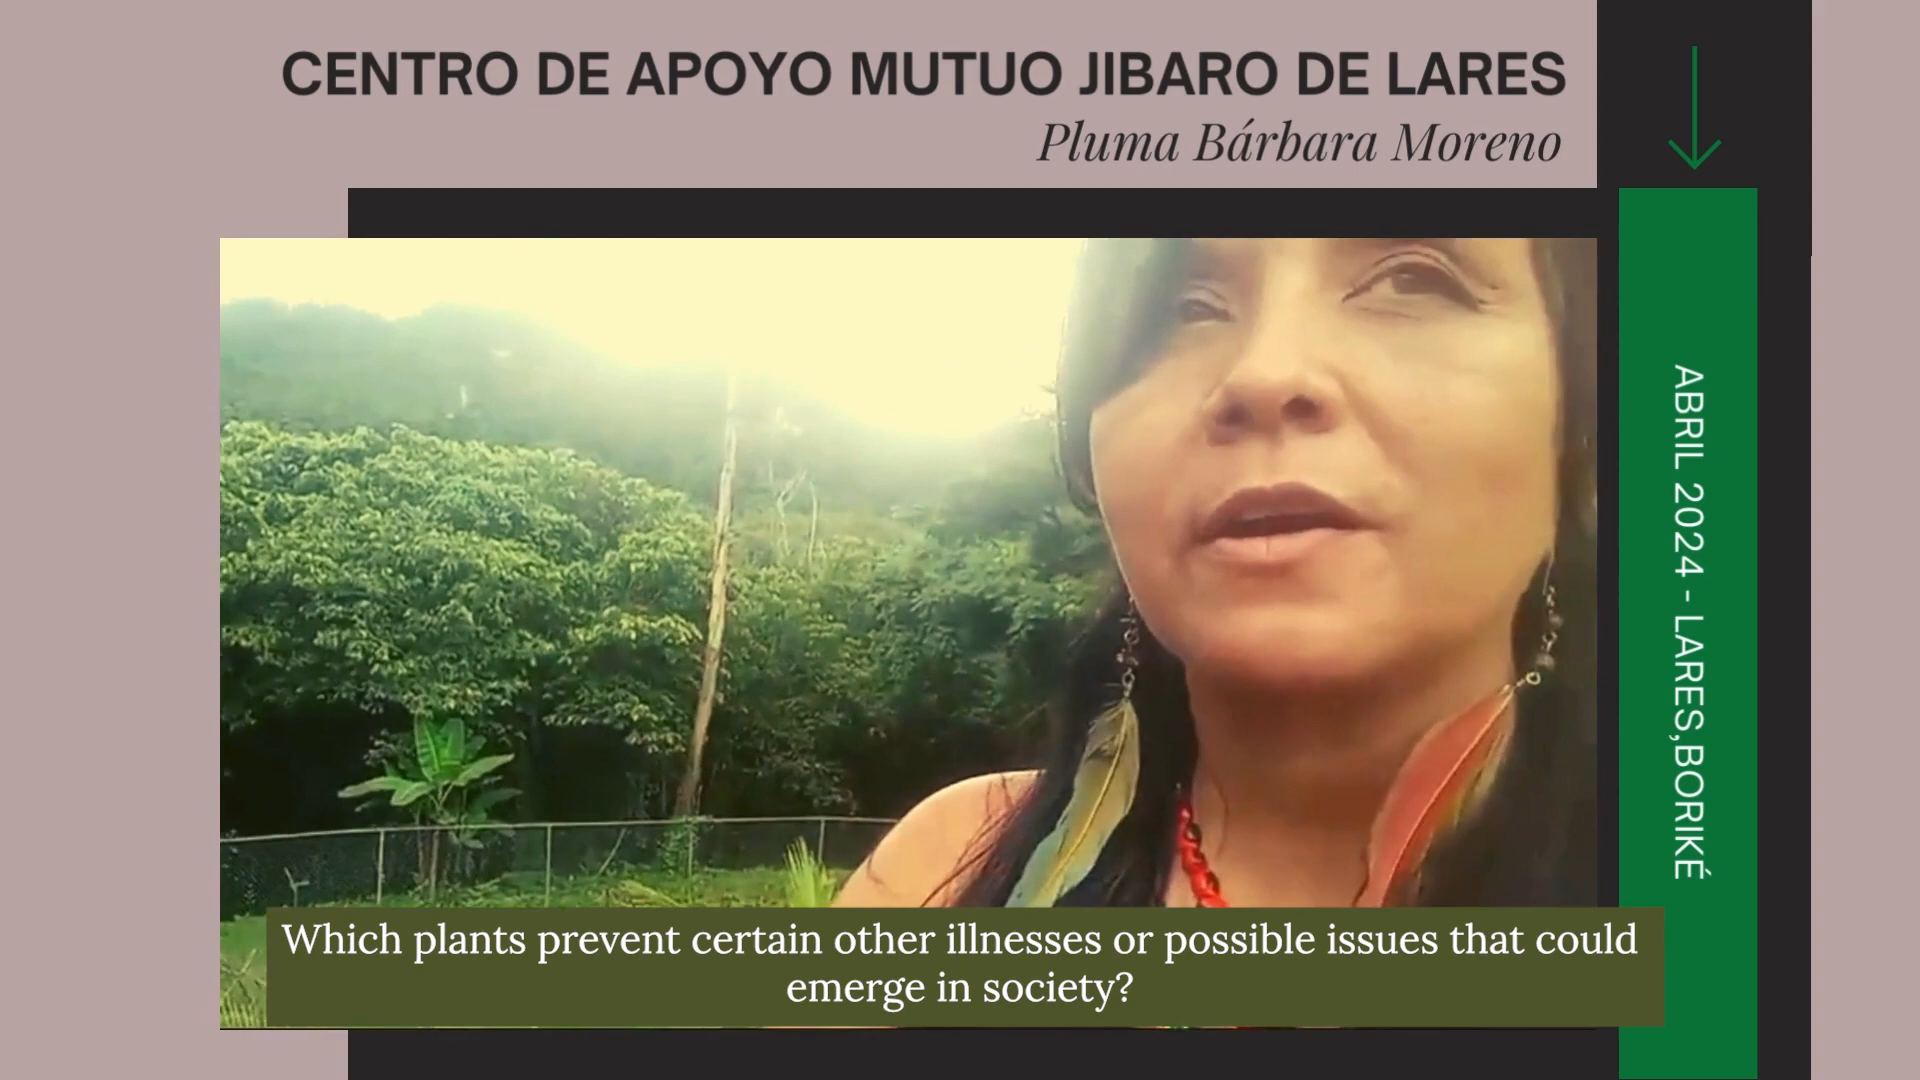 CENTRO DE APOYO MUTUO JIBARO DE LARES
Pluma Bárbara Moreno
ABRIL 2024 - LARES,BORIKÉ
Which plants prevent certain other illnesses or possible issues that could
emerge in society?